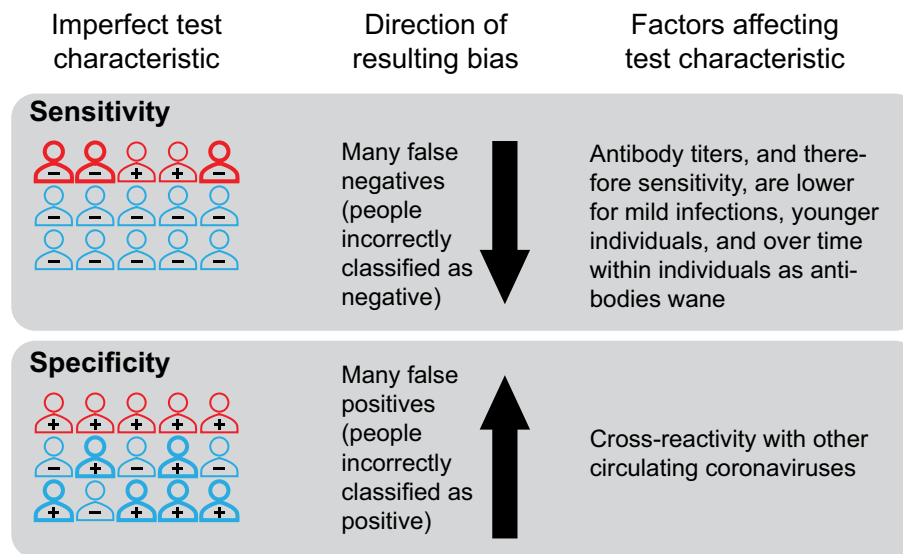 Imperfect test
characteristic
Direction of
resulting bias
Factors affecting
test characteristic
Sensitivity
- - + + -
- - - - -
- - - - -
Many false
negatives
(people
incorrectly
classified as
negative)
Antibody titers, and there-
fore sensitivity, are lower
for mild infections, younger
individuals, and over time
within individuals as anti-
bodies wane
Specificity
+ + + + +
- + - + -
+ - + + +
Many false
positives
(people
incorrectly
classified as
positive)
Cross-reactivity with other
circulating coronaviruses